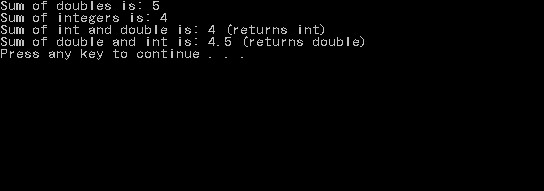 Sum of doubles is: 5
Sum of integers is: 4
Sum of int and double is: 4 (returns int)
Sum of double and int is: 4.5 (returns double)
Press any key to continue . . .